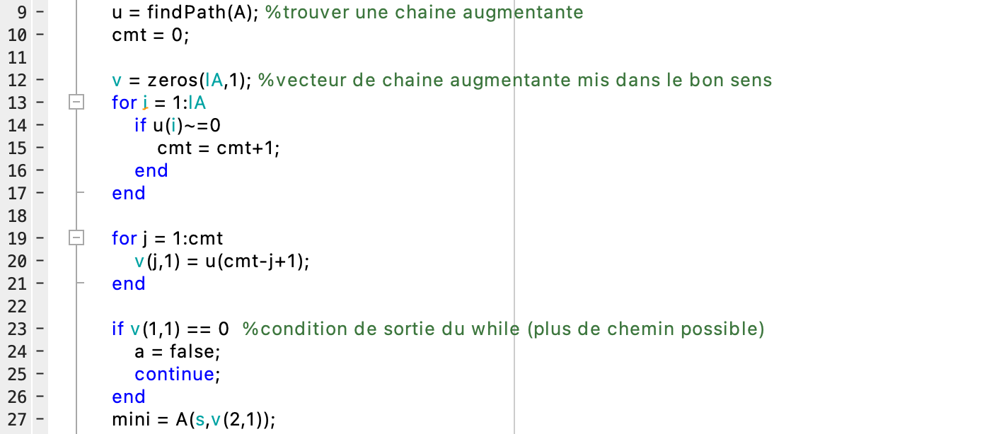 9 - u = findPath(A); %trouver une chaine augmentante
10 - cmt = 0;
11
12 - v = zeros(lA,1); %vecteur de chaine augmentante mis dans le bon sens
13 - for i = 1:lA
14 - if u(i)~=0
15 - cmt = cmt+1;
16 - end
17 - end
18
19 - for j = 1:cmt
20 - v(j,1) = u(cmt-j+1);
21 - end
22
23 - if v(1,1) == 0 %condition de sortie du while (plus de chemin possible)
24 - a = false;
25 - continue;
26 - end
27 - mini = A(s,v(2,1));